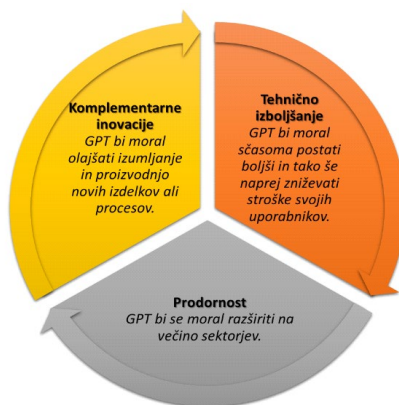 Komplementarne
inovacije
GPT bi moral
olajšati izumljanje
in proizvodnjo
novih izdelkov ali
procesov.
Tehnično
izboljšanje
GPT bi moral
sčasoma postati
boljši in tako še
naprej zniževati
stroške svojih
uporabnikov.
Prodornost
GPT bi se moral razširiti na
večino sektorjev.